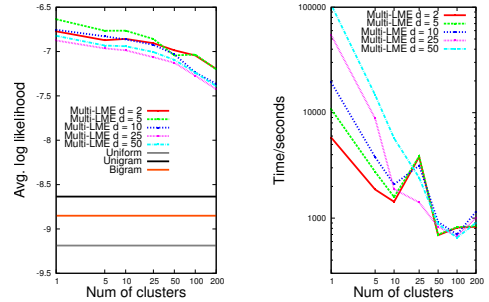 -6.5
-7
-7.5
-8
-8.5
-9
-9.5
Avg. log likelihood
Multi-LME d = 2
Multi-LME d = 5
Multi-LME d = 10
Multi-LME d = 25
Multi-LME d = 50
Uniform
Unigram
Bigram
1 5 10 25 50 100 200
Num of clusters
100000
10000
1000
Time/seconds
Multi-LME d = 2
Multi-LME d = 5
Multi-LME d = 10
Multi-LME d = 25
Multi-LME d = 50
1 5 10 25 50 100 200
Num of clusters